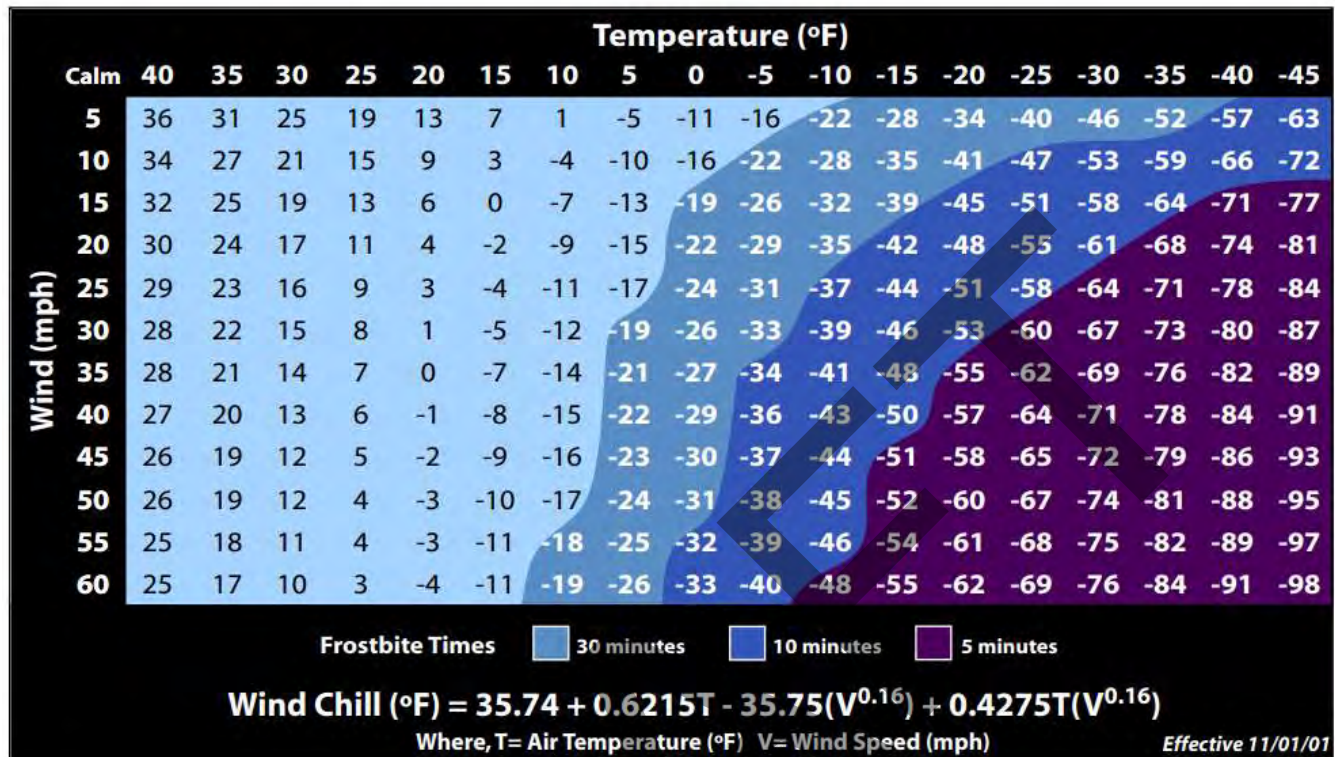 Temperature (ºF)
Calm 40 35 30 25 20 15 10 5 0 -5 -10 -15 -20 -25 -30 -35 -40 -45
5 36 31 25 19 13 7 1 -5 -11 -16 -22 -28 -34 -40 -46 -52 -57 -63
10 34 27 21 15 9 3 -4 -10 -16 -22 -28 -35 -41 -47 -53 -59 -66 -72
15 32 25 19 13 6 0 -7 -13 -19 -26 -32 -39 -45 -51 -58 -64 -71 -77
20 30 24 17 11 4 -2 -9 -15 -22 -29 -35 -42 -48 -55 -61 -68 -74 -81
25 29 23 16 9 3 -4 -11 -17 -24 -31 -37 -44 -51 -58 -64 -71 -78 -84
30 28 22 15 8 1 -5 -12 -19 -26 -33 -39 -46 -53 -60 -67 -73 -80 -87
35 28 21 14 7 0 -7 -14 -21 -27 -34 -41 -48 -55 -62 -69 -76 -82 -89
40 27 20 13 6 -1 -8 -15 -22 -29 -36 -43 -50 -57 -64 -71 -78 -84 -91
45 26 19 12 5 -2 -9 -16 -23 -30 -37 -44 -51 -58 -65 -72 -79 -86 -93
50 26 19 12 4 -3 -10 -17 -24 -31 -38 -45 -52 -60 -67 -74 -81 -88 -95
55 25 18 11 4 -3 -11 -18 -25 -32 -39 -46 -54 -61 -68 -75 -82 -89 -97
60 25 17 10 3 -4 -11 -19 -26 -33 -40 -48 -55 -62 -69 -76 -84 -91 -98
Wind (mph)
Frostbite Times 30 minutes 10 minutes 5 minutes
Wind Chill (ºF) = 35.74 + 0.6215T - 35.75(V0.16) + 0.4275T(V0.16)
Where, T= Air Temperature (ºF) V= Wind Speed (mph) Effective 11/01/01